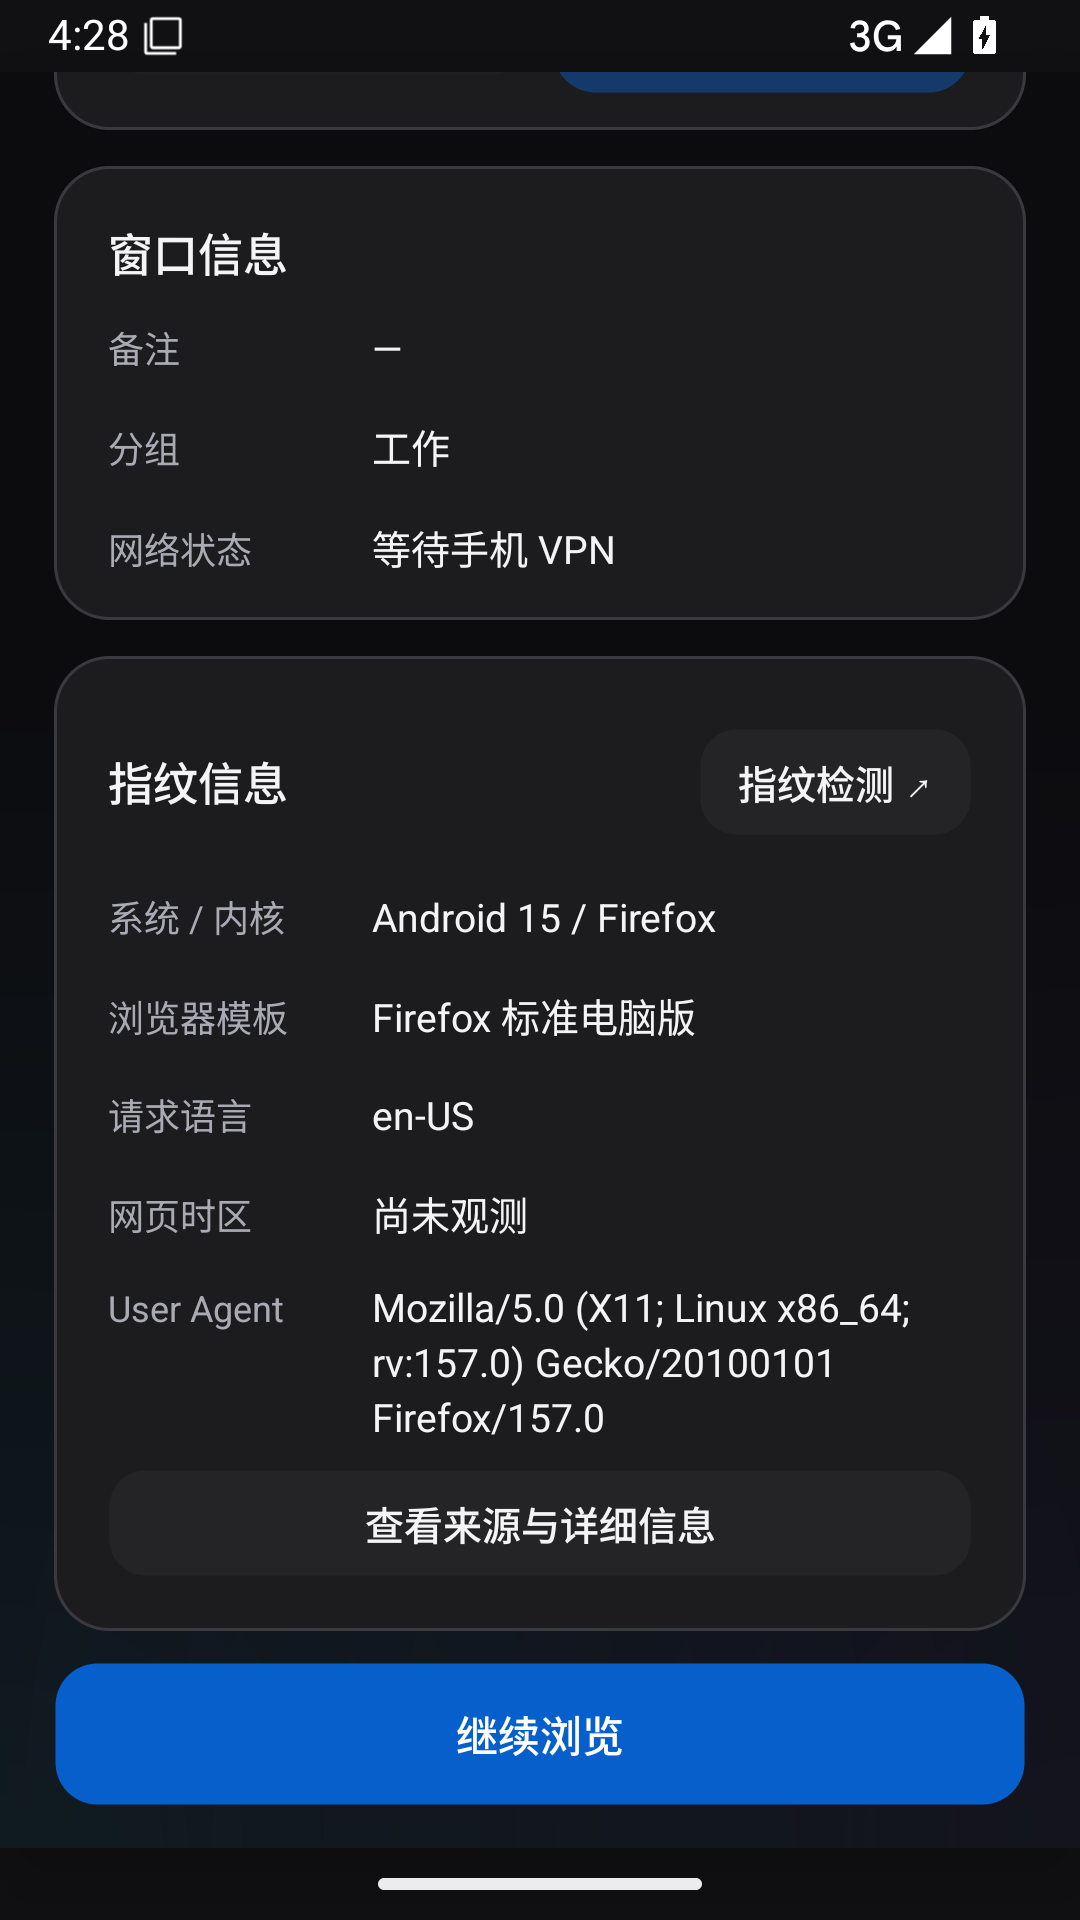 4:28
3G
窗口信息
备注 —
分组 工作
网络状态 等待手机 VPN
指纹信息
指纹检测 ↗
系统 / 内核 Android 15 / Firefox
浏览器模板 Firefox 标准电脑版
请求语言 en-US
网页时区 尚未观测
User Agent Mozilla/5.0 (X11; Linux x86_64;
rv:157.0) Gecko/20100101
Firefox/157.0
查看来源与详细信息
继续浏览